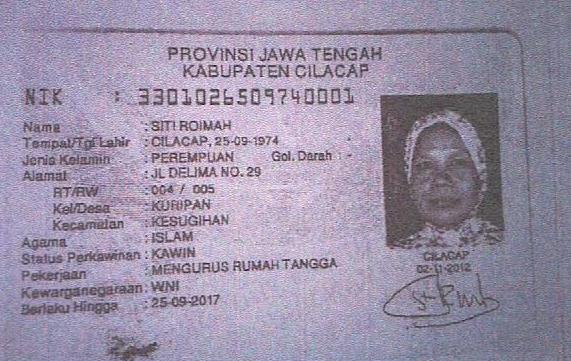 PROVINSI JAWA TENGAH
KABUPATEN CILACAP
NIK : 3301026509740001
Nama : SITI ROIMAH
Tempat/Tgl Lahir : CILACAP, 25-09-1974
Jenis Kelamin : PEREMPUAN Gol. Darah : -
Alamat : JL DELIMA NO. 29
RT/RW : 004 / 005
Kel/Desa : KURIPAN
Kecamatan : KESUGIHAN
Agama : ISLAM
Status Perkawinan : KAWIN
Pekerjaan : MENGURUS RUMAH TANGGA
Kewarganegaraan : WNI
Berlaku Hingga : 25-09-2017
CILACAP
02-11-2012